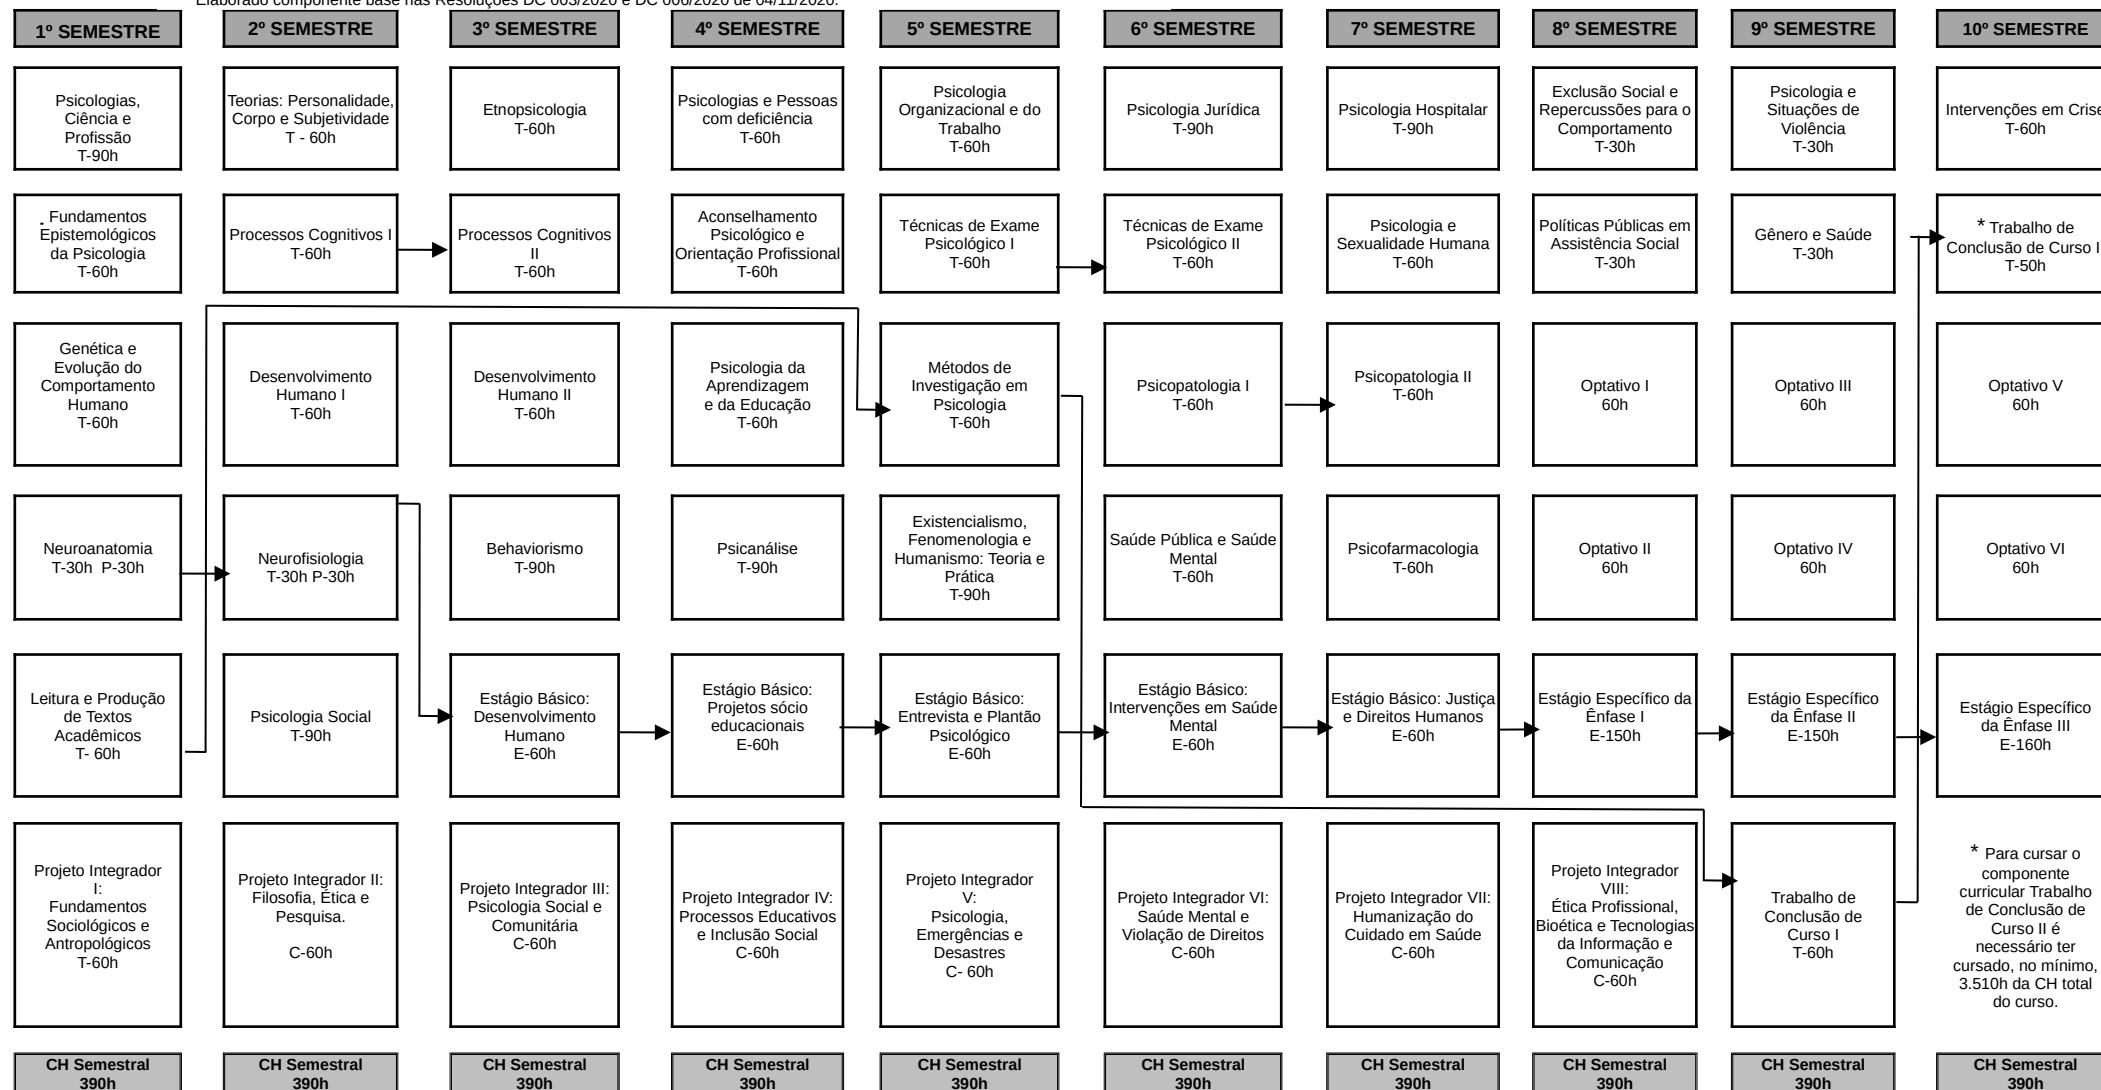 Elaborado componente base nas Resoluções DC 003/2020 e DC 006/2020 de 04/11/2020.
1º SEMESTRE
2º SEMESTRE
3º SEMESTRE
4º SEMESTRE
5º SEMESTRE
6º SEMESTRE
7º SEMESTRE
8º SEMESTRE
9º SEMESTRE
10º SEMESTRE
Psicologias,
Ciência e
Profissão
T-90h
Teorias: Personalidade,
Corpo e Subjetividade
T - 60h
Etnopsicologia
T-60h
Psicologias e Pessoas
com deficiência
T-60h
Psicologia
Organizacional e do
Trabalho
T-60h
Psicologia Jurídica
T-90h
Psicologia Hospitalar
T-90h
Exclusão Social e
Repercussões para o
Comportamento
T-30h
Psicologia e
Situações de
Violência
T-30h
Intervenções em Crise
T-60h
Fundamentos
Epistemológicos
da Psicologia
T-60h
Processos Cognitivos I
T-60h
Processos Cognitivos
II
T-60h
Aconselhamento
Psicológico e
Orientação Profissional
T-60h
Técnicas de Exame
Psicológico I
T-60h
Técnicas de Exame
Psicológico II
T-60h
Psicologia e
Sexualidade Humana
T-60h
Políticas Públicas em
Assistência Social
T-30h
Gênero e Saúde
T-30h
* Trabalho de
Conclusão de Curso I
T-50h
Genética e
Evolução do
Comportamento
Humano
T-60h
Desenvolvimento
Humano I
T-60h
Desenvolvimento
Humano II
T-60h
Psicologia da
Aprendizagem
e da Educação
T-60h
Métodos de
Investigação em
Psicologia
T-60h
Psicopatologia I
T-60h
Psicopatologia II
T-60h
Optativo I
60h
Optativo III
60h
Optativo V
60h
Neuroanatomia
T-30h P-30h
Neurofisiologia
T-30h P-30h
Behaviorismo
T-90h
Psicanálise
T-90h
Existencialismo,
Fenomenologia e
Humanismo: Teoria e
Prática
T-90h
Saúde Pública e Saúde
Mental
T-60h
Psicofarmacologia
T-60h
Optativo II
60h
Optativo IV
60h
Optativo VI
60h
Leitura e Produção
de Textos
Acadêmicos
T- 60h
Psicologia Social
T-90h
Estágio Básico:
Desenvolvimento
Humano
E-60h
Estágio Básico:
Projetos sócio
educacionais
E-60h
Estágio Básico:
Entrevista e Plantão
Psicológico
E-60h
Estágio Básico:
Intervenções em Saúde
Mental
E-60h
Estágio Básico: Justiça
e Direitos Humanos
E-60h
Estágio Específico da
Ênfase I
E-150h
Estágio Específico
da Ênfase II
E-150h
Estágio Específico
da Ênfase III
E-160h
Projeto Integrador
I:
Fundamentos
Sociológicos e
Antropológicos
T-60h
Projeto Integrador II:
Filosofia, Ética e
Pesquisa.
C-60h
Projeto Integrador III:
Psicologia Social e
Comunitária
C-60h
Projeto Integrador IV:
Processos Educativos
e Inclusão Social
C-60h
Projeto Integrador
V:
Psicologia,
Emergências e
Desastres
C- 60h
Projeto Integrador VI:
Saúde Mental e
Violação de Direitos
C-60h
Projeto Integrador VII:
Humanização do
Cuidado em Saúde
C-60h
Projeto Integrador
VIII:
Ética Profissional,
Bioética e Tecnologias
da Informação e
Comunicação
C-60h
Trabalho de
Conclusão de
Curso I
T-60h
* Para cursar o
componente
curricular Trabalho
de Conclusão de
Curso II é
necessário ter
cursado, no mínimo,
3.510h da CH total
do curso.
CH Semestral
390h
CH Semestral
390h
CH Semestral
390h
CH Semestral
390h
CH Semestral
390h
CH Semestral
390h
CH Semestral
390h
CH Semestral
390h
CH Semestral
390h
CH Semestral
390h